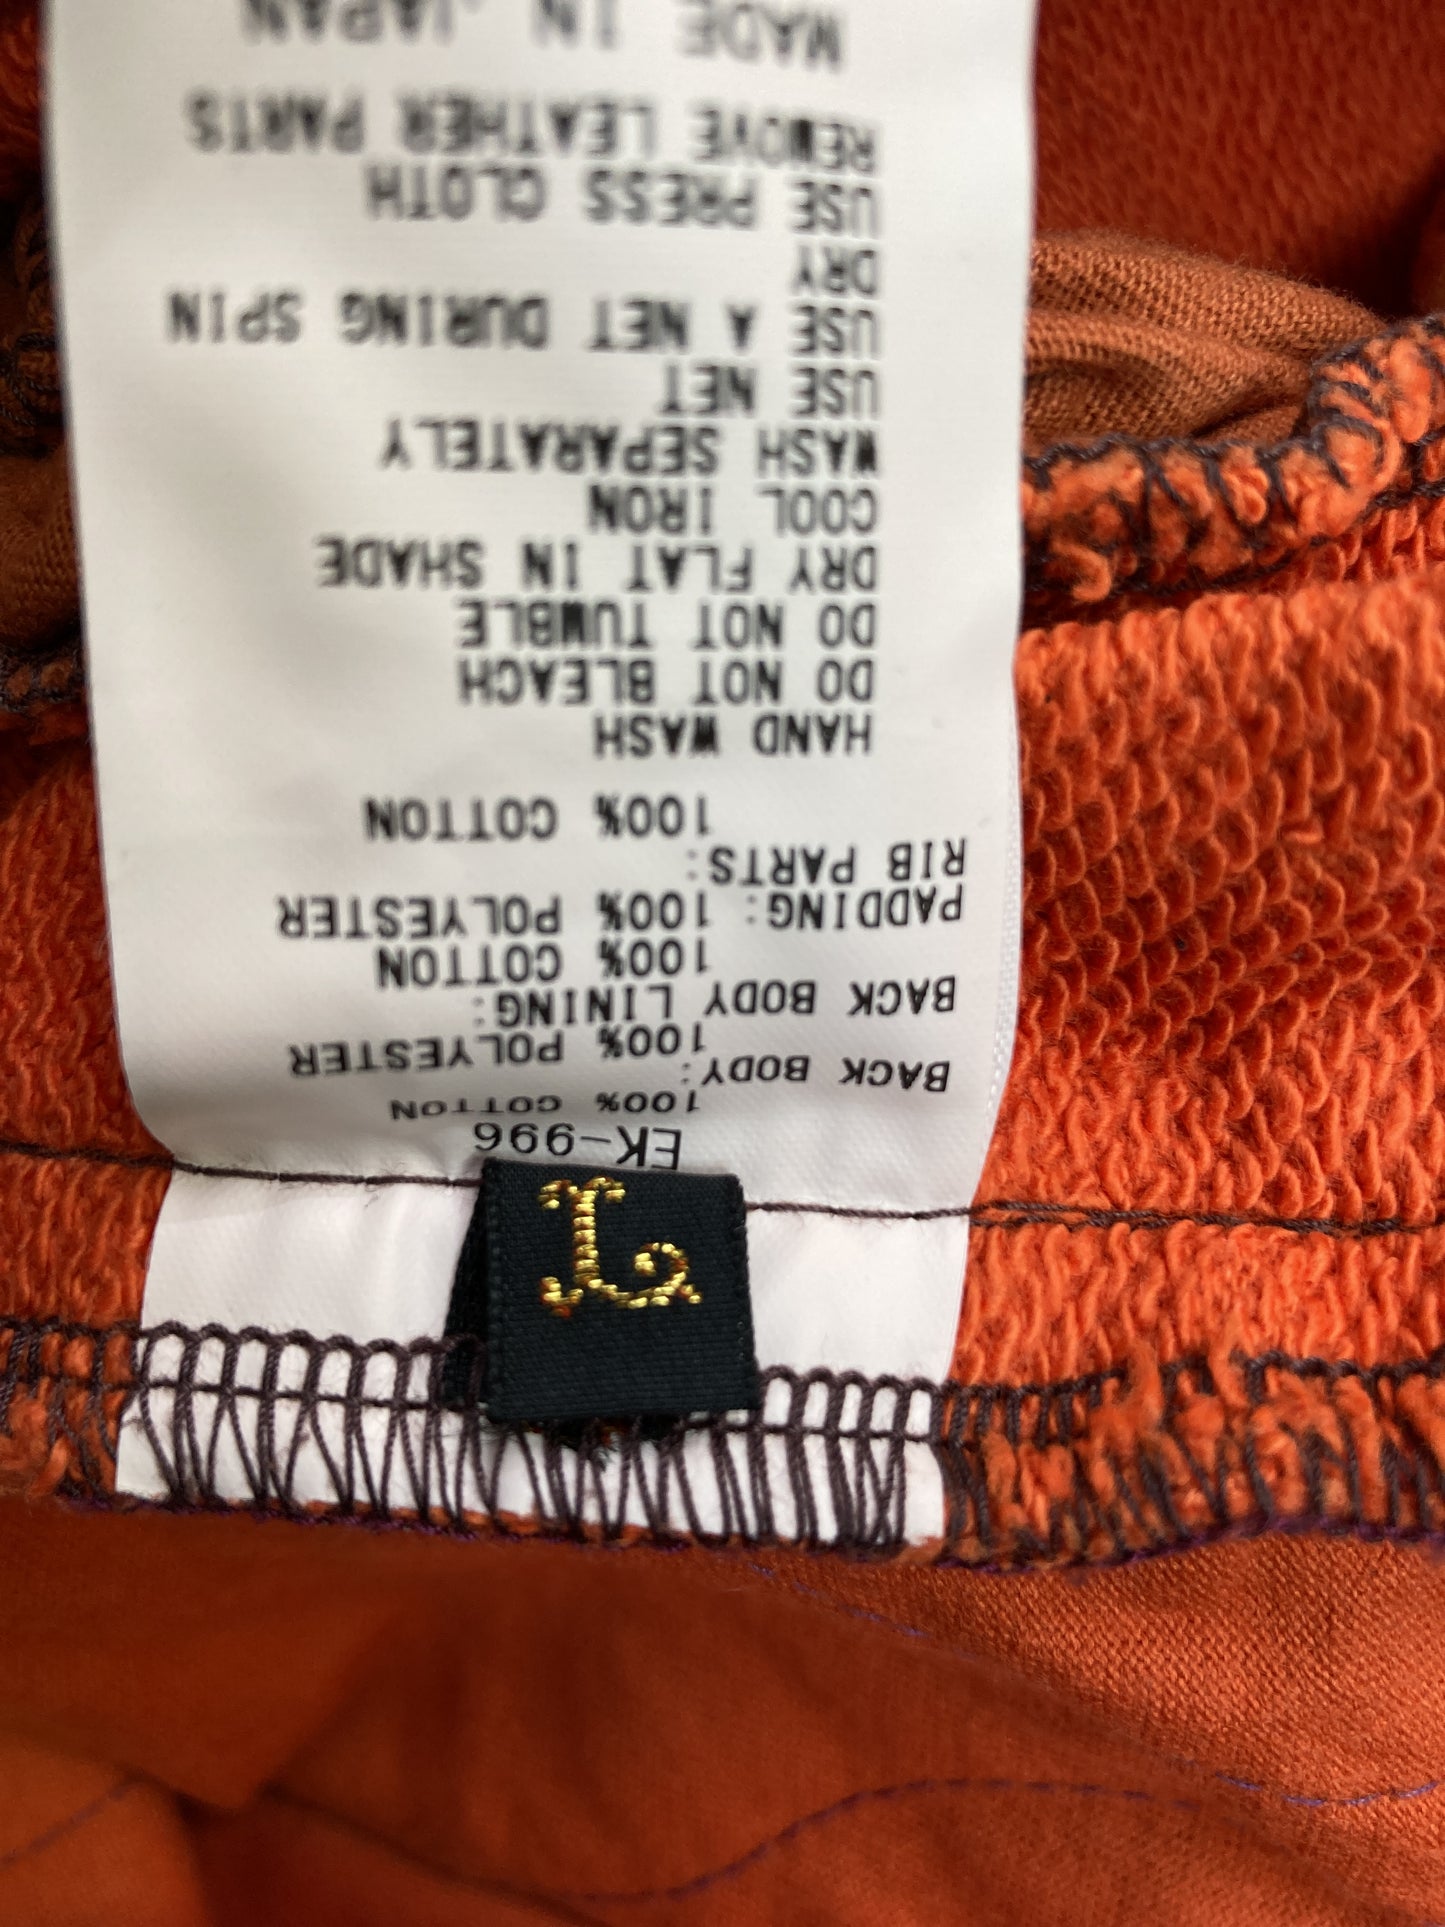 EK-996
100% COTTON
BACK BODY:
100% POLYESTER
BACK BODY LINING:
100% COTTON
PADDING: 100% POLYESTER
RIB PARTS:
100% COTTON
HAND WASH
DO NOT BLEACH
DO NOT TUMBLE
DRY FLAT IN SHADE
COOL IRON
WASH SEPARATELY
USE NET
USE A NET DURING SPIN
DRY
USE PRESS CLOTH
REMOVE LEATHER PARTS
MADE IN JAPAN
L